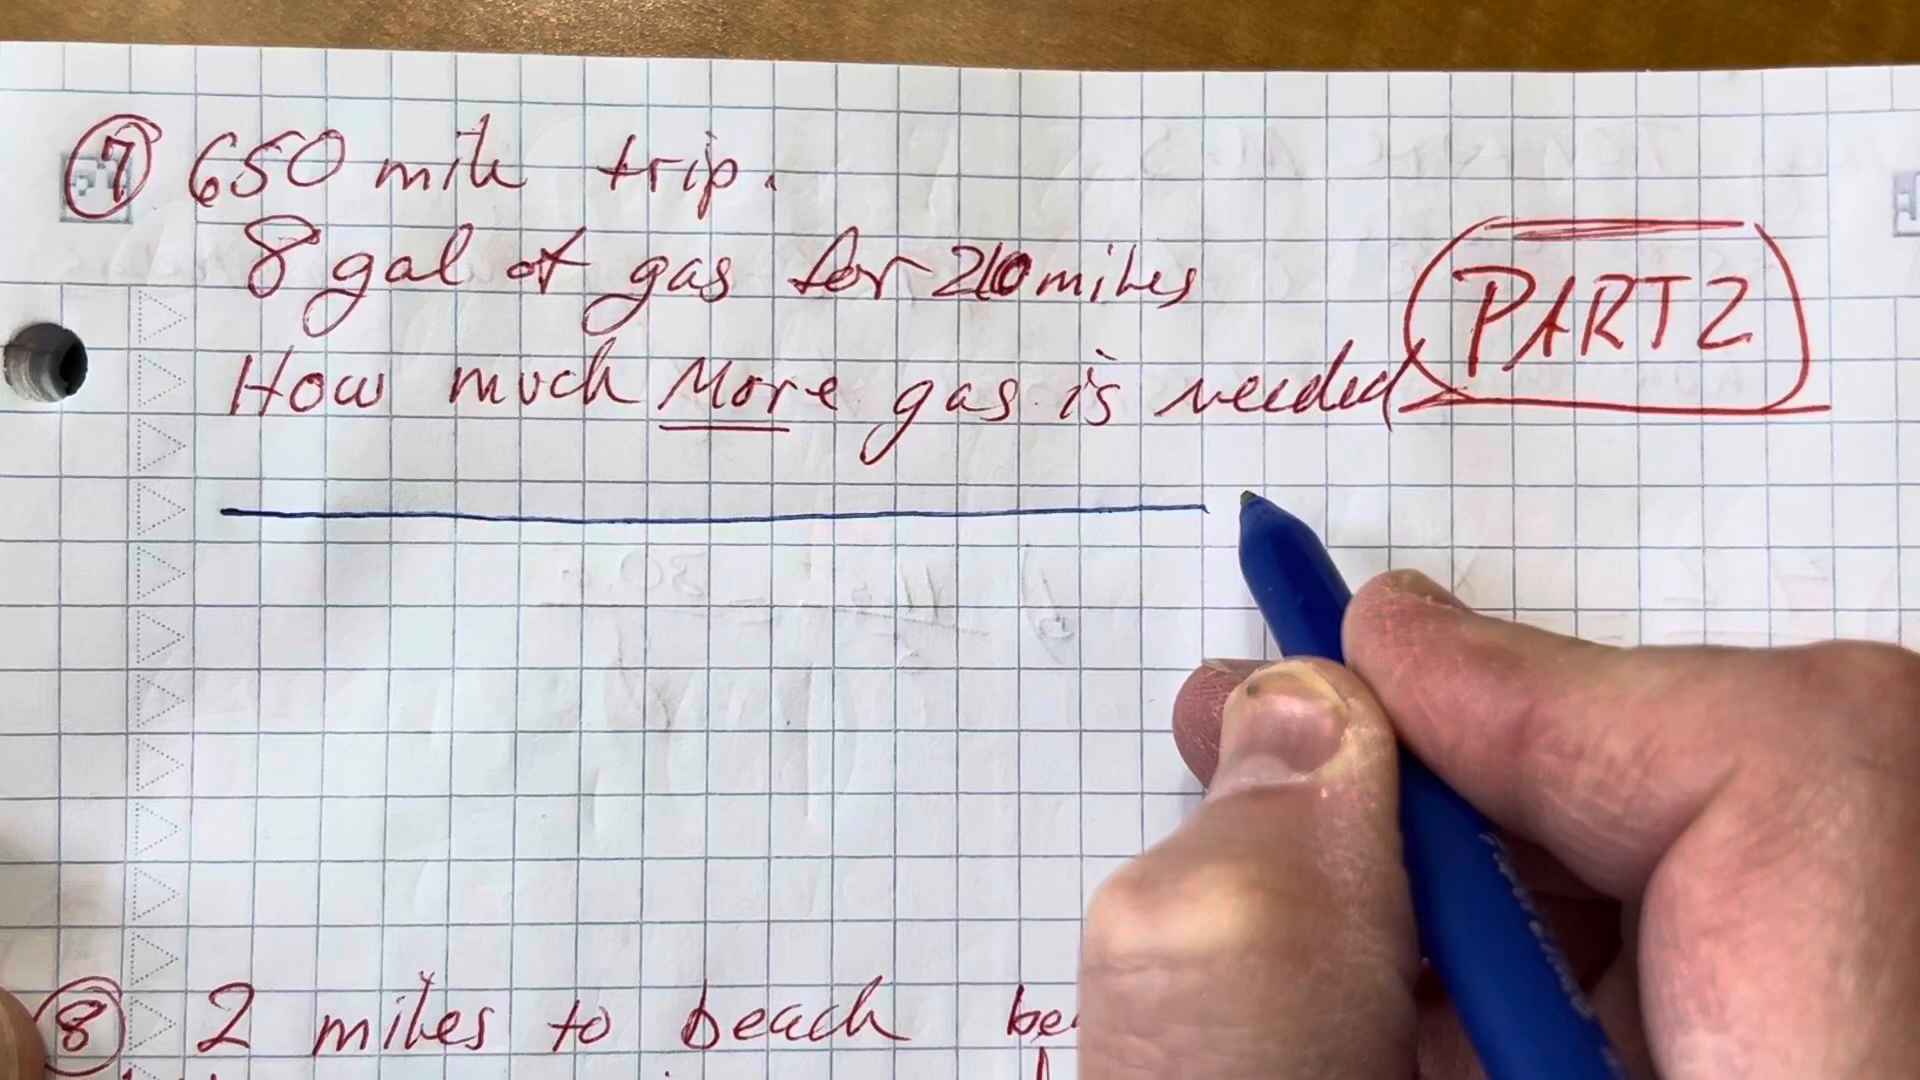 7 650 mile trip.
8 gal of gas for 210 miles
How much More gas is needed
PART 2
8 2 miles to beach